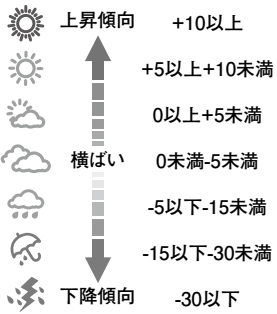 上昇傾向 +10以上
+5以上+10未満
0以上+5未満
横ばい 0未満-5未満
-5以下-15未満
-15以下-30未満
下降傾向 -30以下